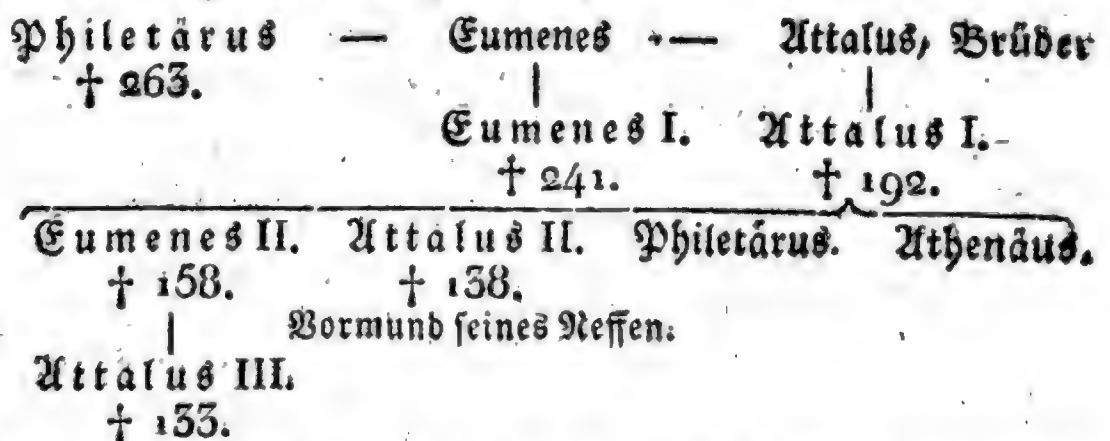 Philetärus — Eumenes — Attalus, Brüder
† 263.
Eumenes I. Attalus I.
† 241. † 192.
Eumenes II. Attalus II. Philetärus. Athenäus.
† 158. † 138.
Vormund seines Neffen.
Attalus III.
† 133.